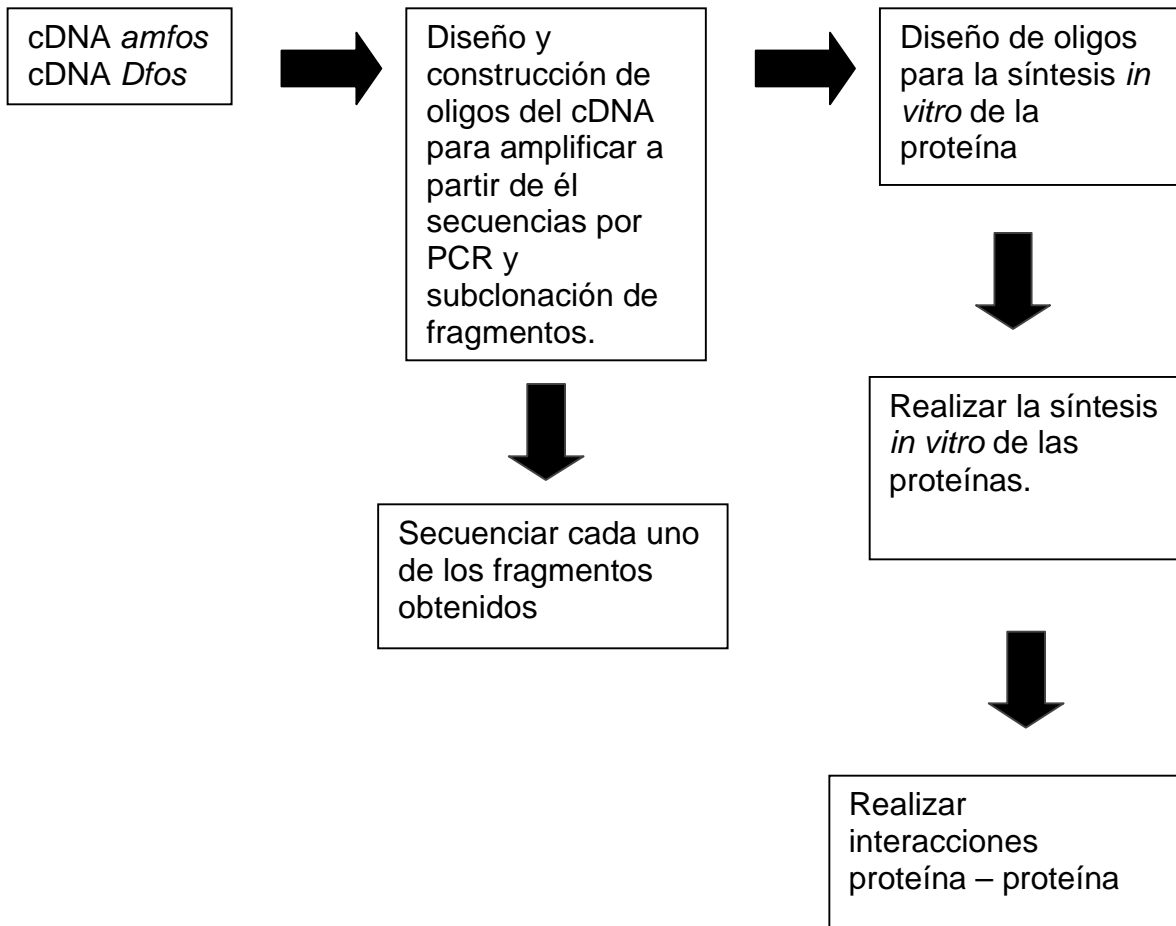 cDNA amfos
cDNA Dfos
Diseño y
construcción de
oligos del cDNA
para amplificar a
partir de él
secuencias por
PCR y
subclonación de
fragmentos.
Diseño de oligos
para la síntesis in
vitro de la
proteína
Secuenciar cada uno
de los fragmentos
obtenidos
Realizar la síntesis
in vitro de las
proteínas.
Realizar
interacciones
proteína – proteína